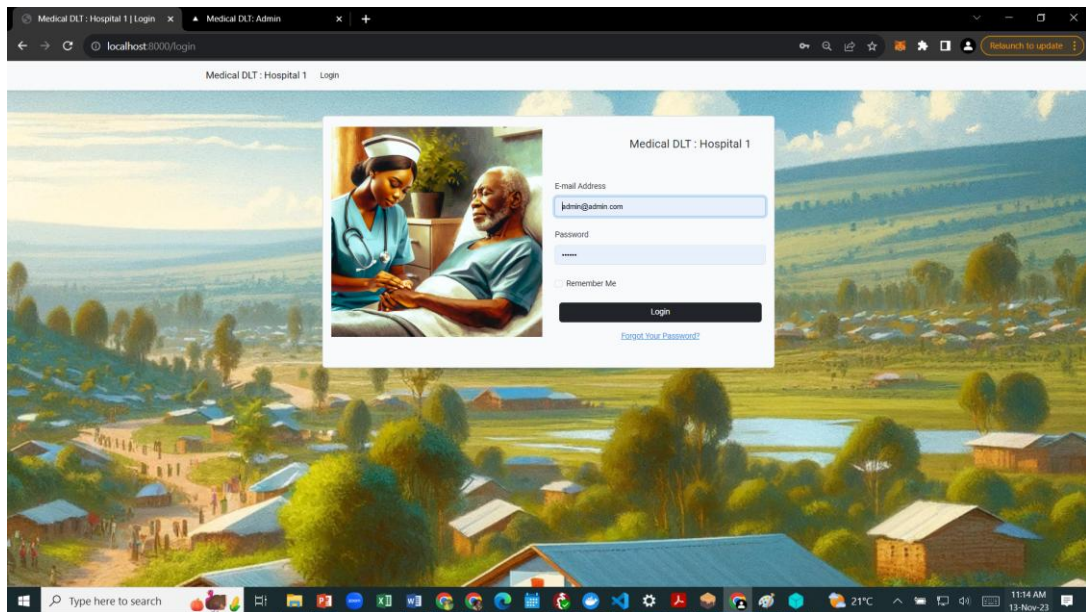 Medical DLT : Hospital 1 | Login
Medical DLT: Admin
localhost:8000/login
Relaunch to update
Medical DLT : Hospital 1 Login
Medical DLT : Hospital 1
E-mail Address
admin@admin.com
Password
••••••
Remember Me
Login
Forgot Your Password?
Type here to search
21°C
11:14 AM
13-Nov-23